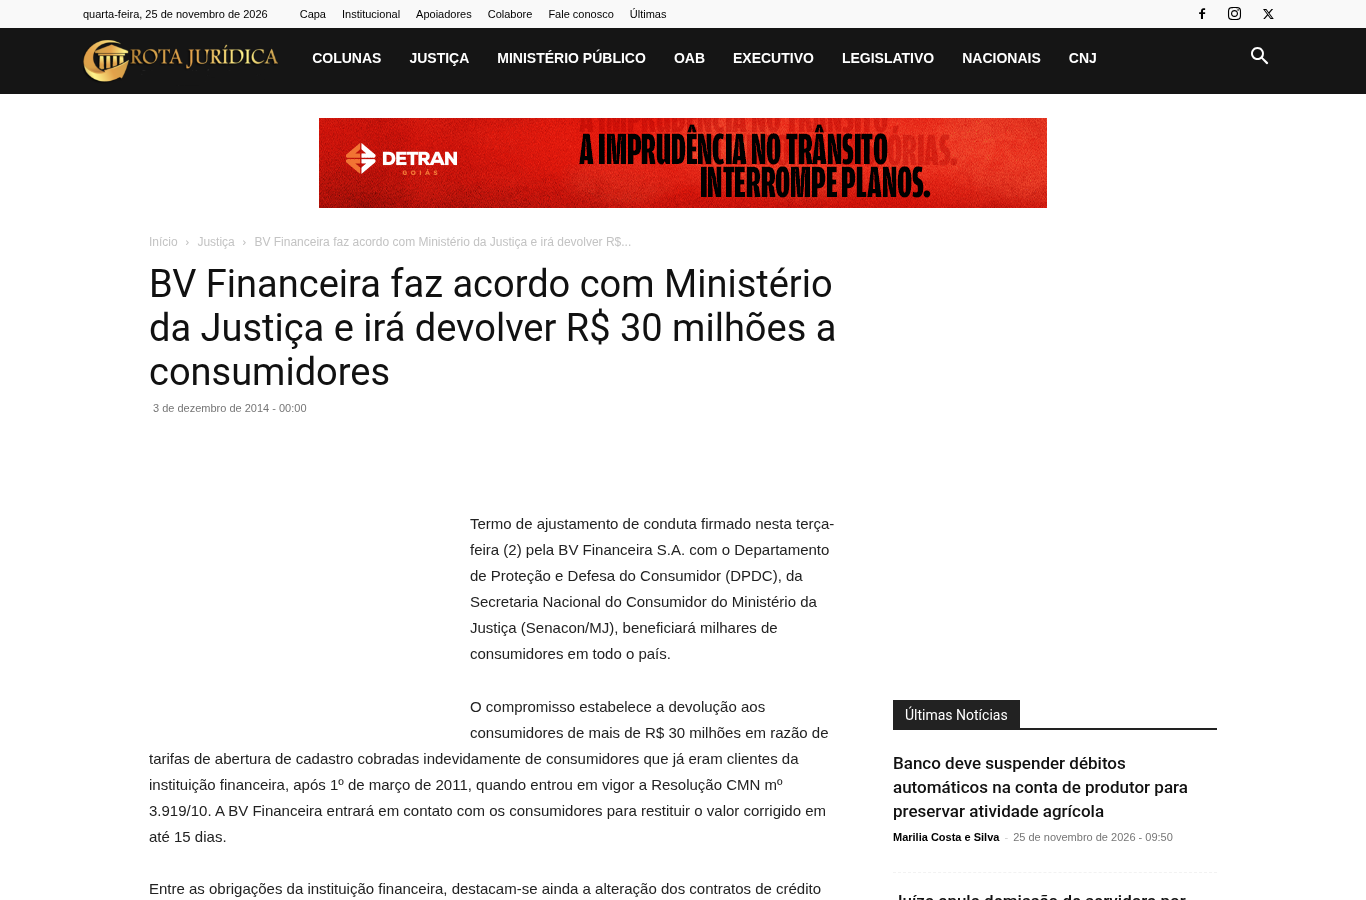 quarta-feira, 25 de novembro de 2026 Capa Institucional Apoiadores Colabore Fale conosco Últimas
ROTA JURÍDICA COLUNAS JUSTIÇA MINISTÉRIO PÚBLICO OAB EXECUTIVO LEGISLATIVO NACIONAIS CNJ
DETRAN
GOIÁS
A IMPRUDÊNCIA NO TRÂNSITO
INTERROMPE PLANOS.
Início › Justiça › BV Financeira faz acordo com Ministério da Justiça e irá devolver R$...
BV Financeira faz acordo com Ministério
da Justiça e irá devolver R$ 30 milhões a
consumidores
3 de dezembro de 2014 - 00:00
Termo de ajustamento de conduta firmado nesta terça-
feira (2) pela BV Financeira S.A. com o Departamento
de Proteção e Defesa do Consumidor (DPDC), da
Secretaria Nacional do Consumidor do Ministério da
Justiça (Senacon/MJ), beneficiará milhares de
consumidores em todo o país.
O compromisso estabelece a devolução aos
consumidores de mais de R$ 30 milhões em razão de
tarifas de abertura de cadastro cobradas indevidamente de consumidores que já eram clientes da
instituição financeira, após 1º de março de 2011, quando entrou em vigor a Resolução CMN mº
3.919/10. A BV Financeira entrará em contato com os consumidores para restituir o valor corrigido em
até 15 dias.
Entre as obrigações da instituição financeira, destacam-se ainda a alteração dos contratos de crédito
Últimas Notícias
Banco deve suspender débitos
automáticos na conta de produtor para
preservar atividade agrícola
Marilia Costa e Silva - 25 de novembro de 2026 - 09:50
Juíza anula demissão de servidora por